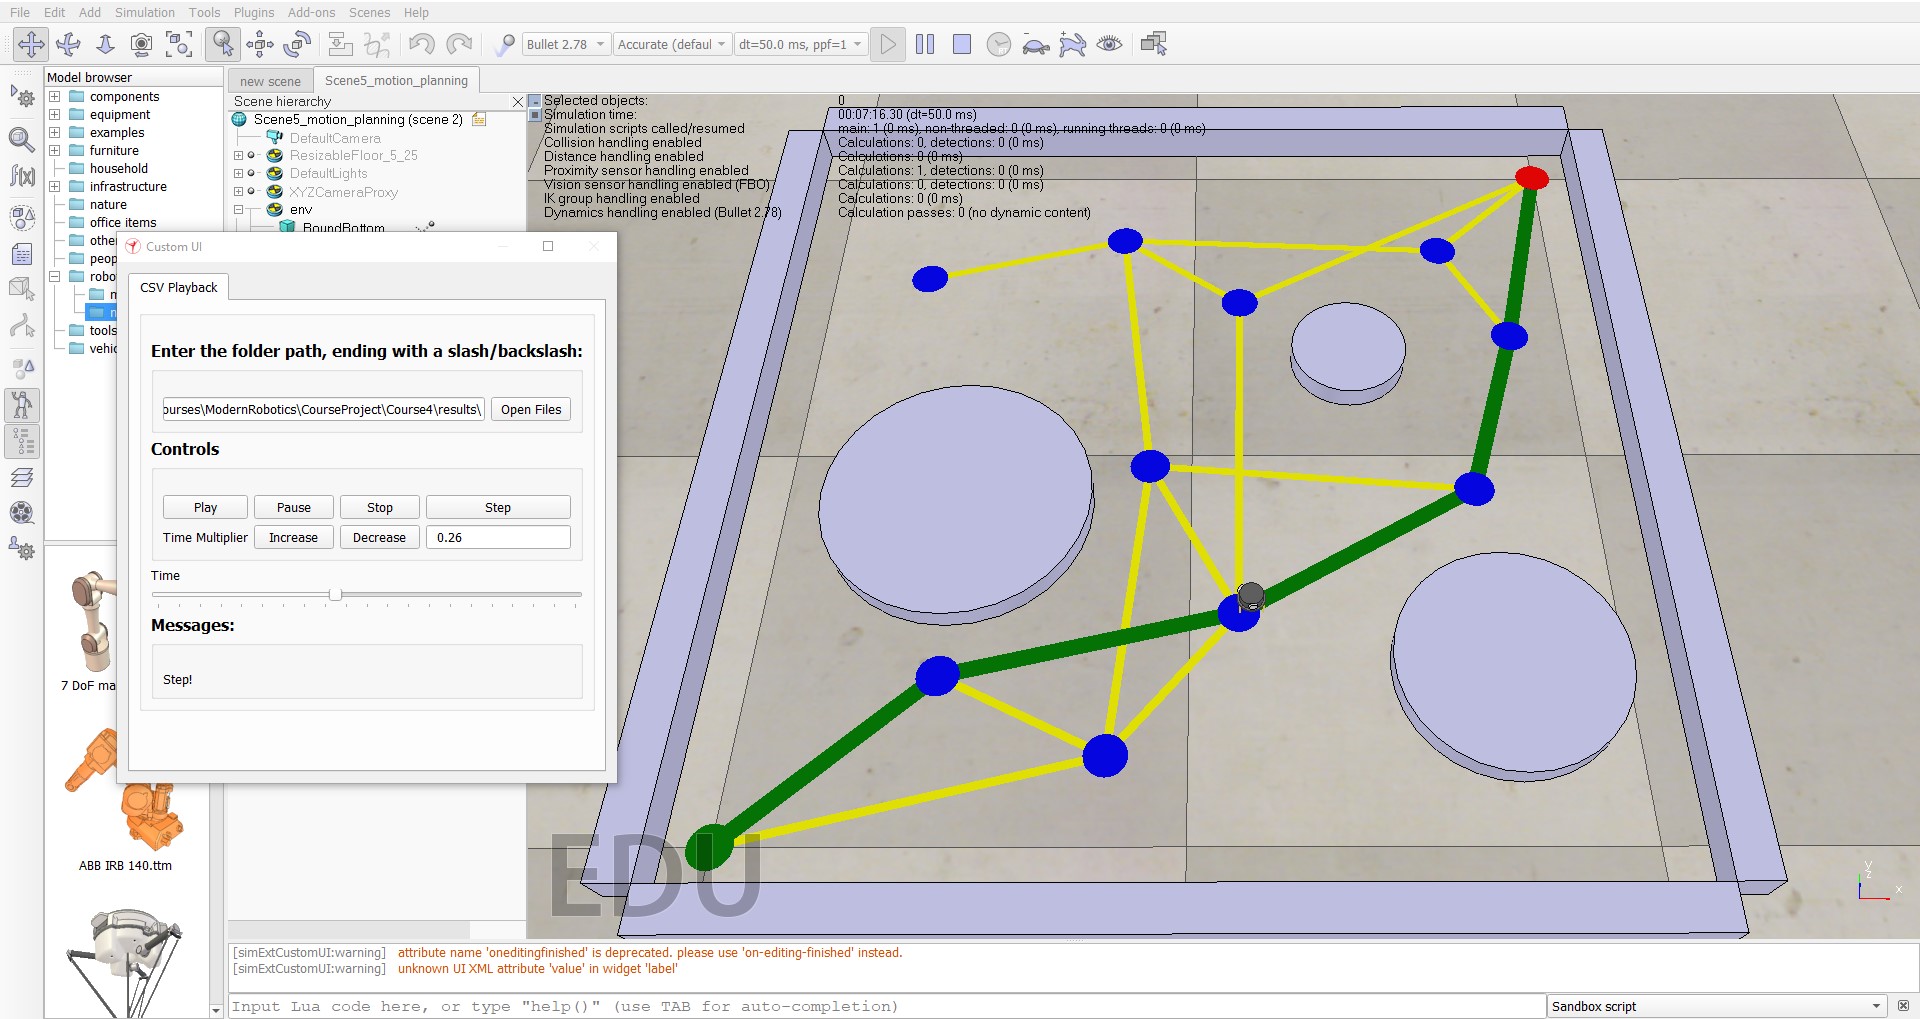 File Edit Add Simulation Tools Plugins Add-ons Scenes Help
Bullet 2.78 Accurate (defaul dt=50.0 ms, ppf=1
Model browser
components
equipment
examples
furniture
household
infrastructure
nature
office items
othe
peop
robo
tools
vehic
7 DoF ma
ABB IRB 140.ttm
new scene Scene5_motion_planning
Scene hierarchy
Scene5_motion_planning (scene 2)
DefaultCamera
ResizableFloor_5_25
DefaultLights
XYZCameraProxy
env
BoundBottom
Custom UI
CSV Playback
Enter the folder path, ending with a slash/backslash:
ourses\ModernRobotics\CourseProject\Course4\results\ Open Files
Controls
Play Pause Stop Step
Time Multiplier Increase Decrease 0.26
Time
Messages:
Step!
Selected objects: 0
Simulation time: 00:07:16.30 (dt=50.0 ms)
Simulation scripts called/resumed main: 1 (0 ms), non-threaded: 0 (0 ms), running threads: 0 (0 ms)
Collision handling enabled Calculations: 0, detections: 0 (0 ms)
Distance handling enabled Calculations: 0 (0 ms)
Proximity sensor handling enabled Calculations: 1, detections: 0 (0 ms)
Vision sensor handling enabled (FBO) Calculations: 0, detections: 0 (0 ms)
IK group handling enabled Calculations: 0 (0 ms)
Dynamics handling enabled (Bullet 2.78) Calculation passes: 0 (no dynamic content)
EDU
y
z
x
[simExtCustomUI:warning] attribute name 'oneditingfinished' is deprecated. please use 'on-editing-finished' instead.
[simExtCustomUI:warning] unknown UI XML attribute 'value' in widget 'label'
Input Lua code here, or type "help()" (use TAB for auto-completion) Sandbox script